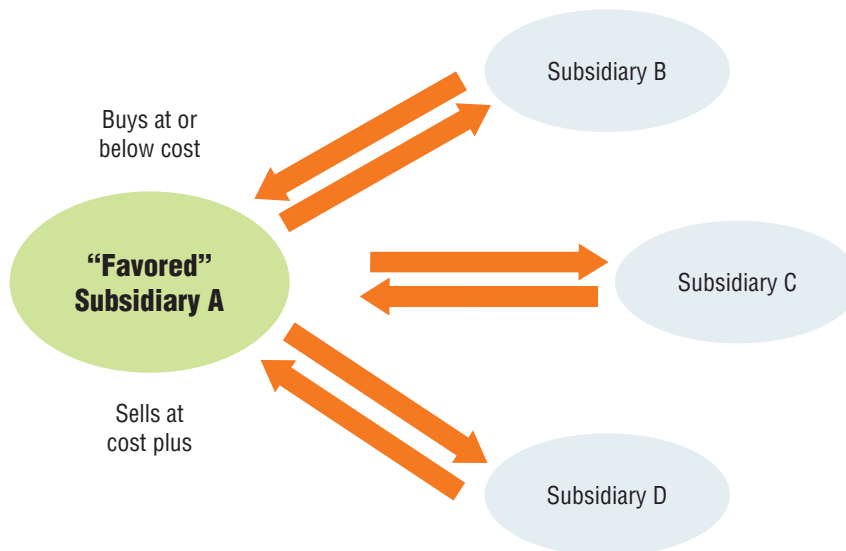 Subsidiary B
Buys at or
below cost
“Favored”
Subsidiary A
Subsidiary C
Sells at
cost plus
Subsidiary D